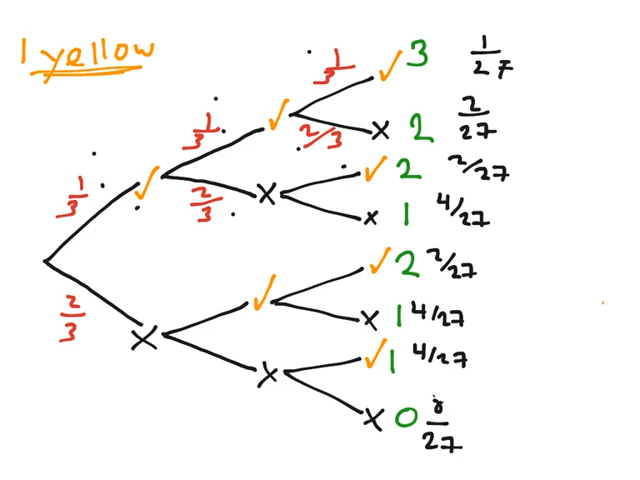 1 yellow
1/3 ✓ 3 1/27
1/3 ✓ 2/3 × 2 2/27
1/3 ✓ 2/3 × ✓ 2 2/27
× 1 4/27
2/3 × ✓ ✓ 2 2/27
× 1 4/27
× ✓ 1 4/27
× 0 8/27